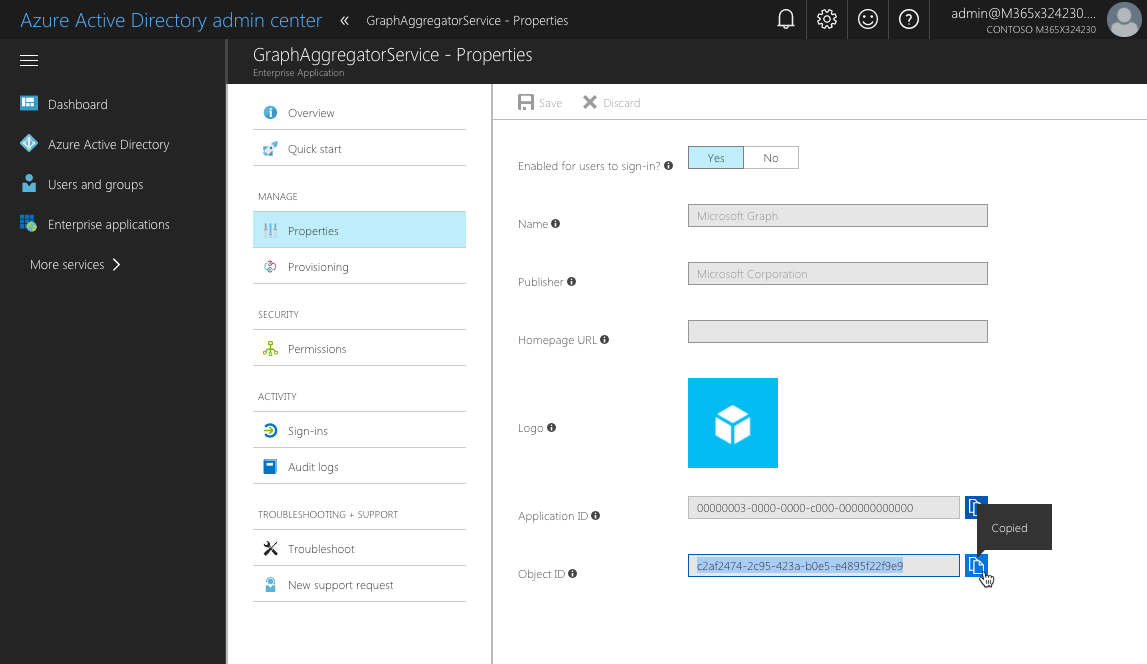 Azure Active Directory admin center « GraphAggregatorService - Properties
admin@M365x324230....
CONTOSO M365X324230
GraphAggregatorService - Properties
Enterprise Application
Dashboard
Azure Active Directory
Users and groups
Enterprise applications
More services
Overview
Quick start
MANAGE
Properties
Provisioning
SECURITY
Permissions
ACTIVITY
Sign-ins
Audit logs
TROUBLESHOOTING + SUPPORT
Troubleshoot
New support request
Save Discard
Enabled for users to sign-in? Yes No
Name Microsoft Graph
Publisher Microsoft Corporation
Homepage URL
Logo
Application ID 00000003-0000-0000-c000-000000000000
Copied
Object ID c2af2474-2c95-423a-b0e5-e4895f22f9e9